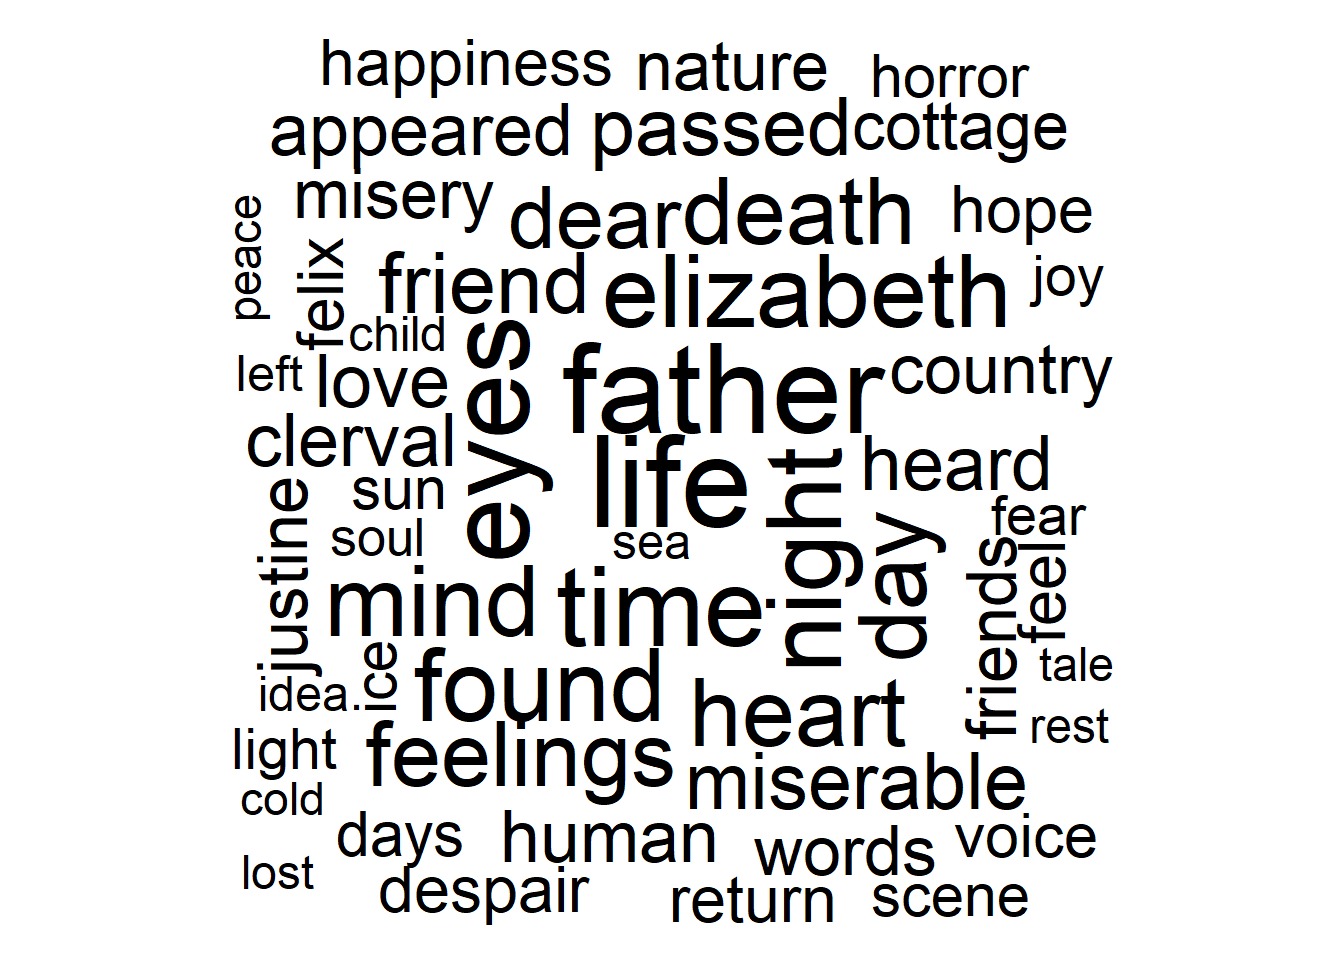 happiness nature horror
appeared passed cottage
misery dear death hope
peace felix friend elizabeth joy
child
left love eyes father country
clerval life night heard
justine sun day fear
soul sea friends feel
mind time
ice tale
idea found heart rest
light feelings miserable
cold
days human words voice
lost despair return scene